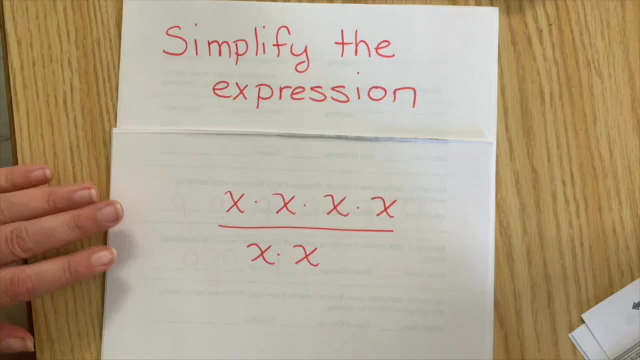 Simplify the
expression
x · x · x · x
x · x